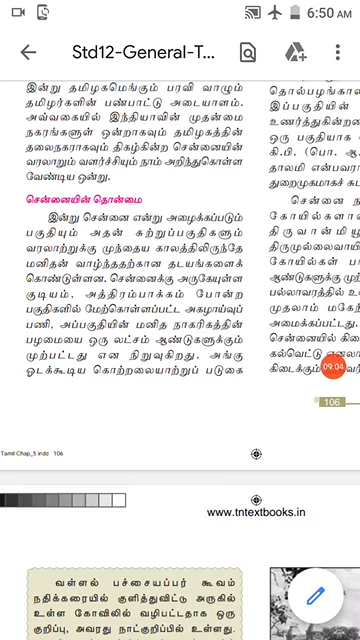 6:50 AM
Std12-General-T...
இன்று தமிழகமெங்கும் பரவி வாழும்
தமிழர்களின் பண்பாட்டு அடையாளம்.
அவ்வகையில் இந்தியாவின் முதன்மை
நகரங்களுள் ஒன்றாகவும் தமிழகத்தின்
தலைநகராகவும் திகழ்கின்ற சென்னையின்
வரலாறும் வளர்ச்சியும் நாம் அறிந்துகொள்ள
வேண்டிய ஒன்று.
சென்னையின் தொன்மை
இன்று சென்னை என்று அழைக்கப்படும்
பகுதியும் அதன் சுற்றுப்பகுதிகளும்
வரலாற்றுக்கு முந்தைய காலத்திலிருந்தே
மனிதன் வாழ்ந்ததற்கான தடயங்களைக்
கொண்டுள்ளன. சென்னைக்கு அருகேயுள்ள
குடியம், அத்திரம்பாக்கம் போன்ற
பகுதிகளில் மேற்கொள்ளப்பட்ட அகழாய்வுப்
பணி, அப்பகுதியின் மனித நாகரிகத்தின்
பழமையை ஒரு லட்சம் ஆண்டுகளுக்கும்
முற்பட்டது என நிறுவுகிறது. அங்கு
ஓடக்கூடிய கொற்றலையாற்றுப் படுகை
தொல்பழங்கால
இப்பகுதியின்
உணர்த்துகின்றன
ஒரு பகுதியாக
கி.பி. (பொ. ஆ.
தாலமி என்பவரா
துறைமுகமாகச் சுட
சென்னை ந
கோயில்களா
திருவான்மியூ
திருமுல்லைவாயி
கோயில்கள் பா
ஆண்டுகளுக்கு முற்
பல்லாவரத்தில் உ
முதலாம் மகே
அமைக்கப்பட்டது.
சென்னையில் கிடை
கல்வெட்டு எனலா
கிடைக்கும்
09:04
106
Tamil Chap_5.indd 106
www.tntextbooks.in
வள்ளல் பச்சையப்பர் கூவம்
நதிக்கரையில் குளித்துவிட்டு அருகில்
உள்ள கோவிலில் வழிபட்டதாக ஒரு
குறிப்பு, அவரது நாட்குறிப்பில் உள்ளது.